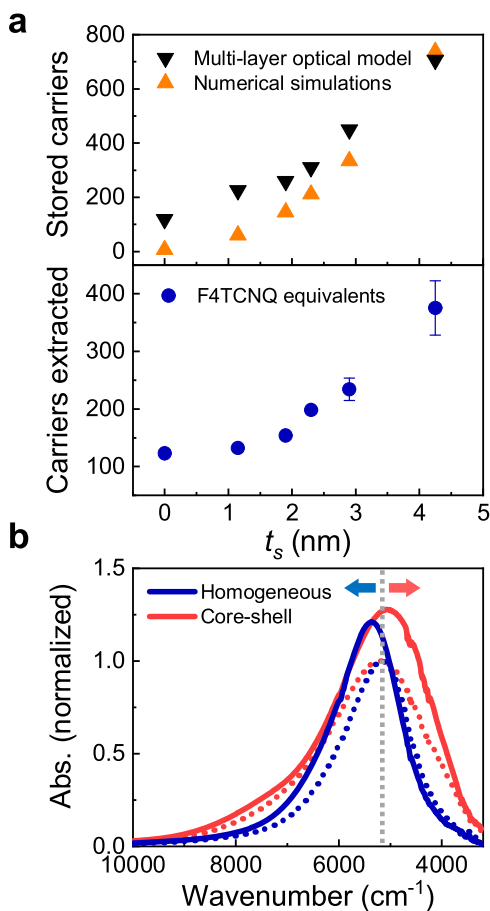 a
800
600
400
200
0
Stored carriers
Multi-layer optical model
Numerical simulations
400
300
200
100
Carriers extracted
F4TCNQ equivalents
0 1 2 3 4 5
tₛ (nm)
b
1.5
1.0
0.5
0.0
Abs. (normalized)
Homogeneous
Core-shell
10000 8000 6000 4000
Wavenumber (cm⁻¹)